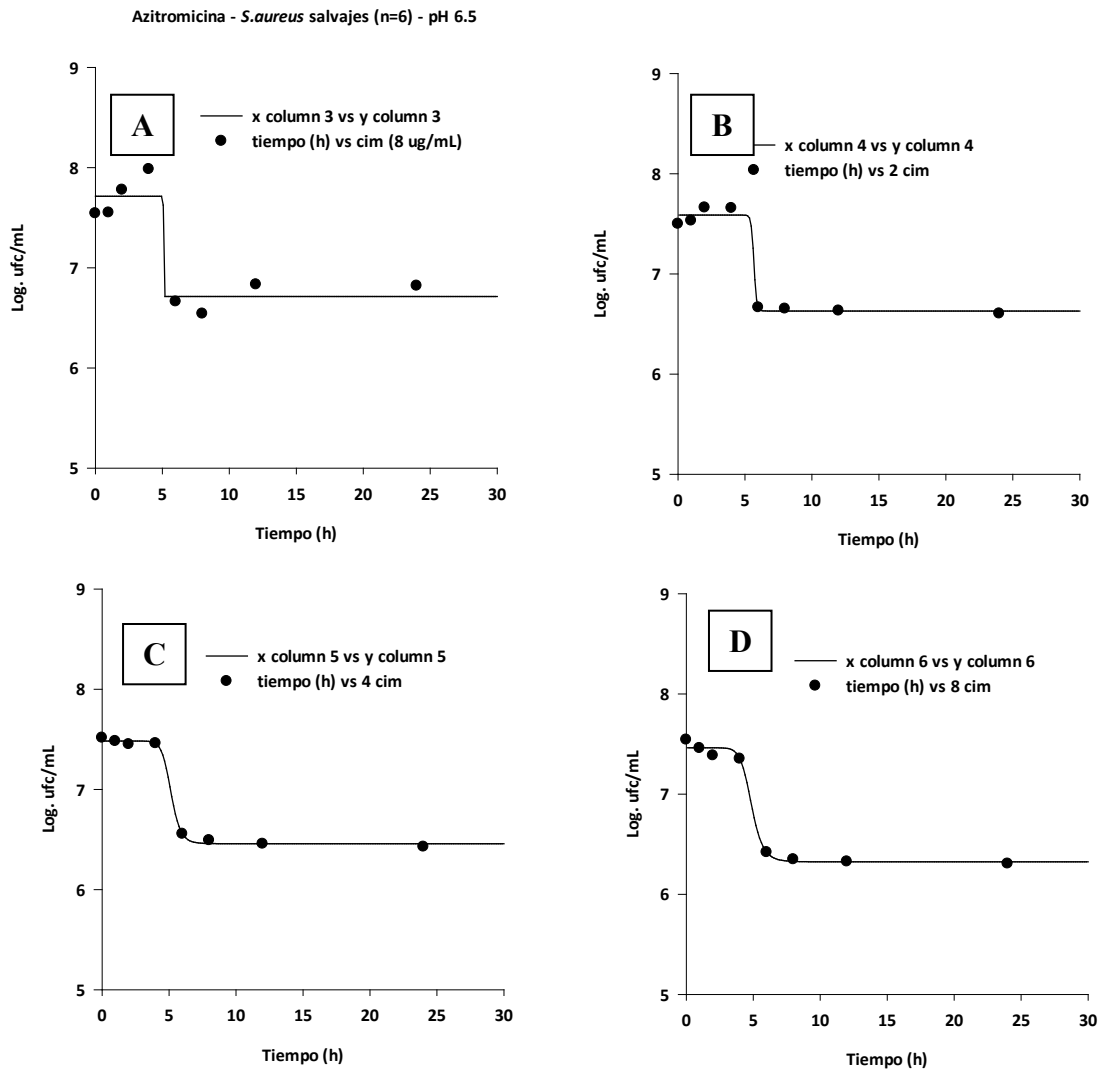 Azitromicina - S.aureus salvajes (n=6) - pH 6.5
A
x column 3 vs y column 3
tiempo (h) vs cim (8 ug/mL)
Log. ufc/mL
9
8
7
6
5
0 5 10 15 20 25 30
Tiempo (h)
B
x column 4 vs y column 4
tiempo (h) vs 2 cim
Log. ufc/mL
9
8
7
6
5
0 5 10 15 20 25 30
Tiempo (h)
C
x column 5 vs y column 5
tiempo (h) vs 4 cim
Log. ufc/mL
9
8
7
6
5
0 5 10 15 20 25 30
Tiempo (h)
D
x column 6 vs y column 6
tiempo (h) vs 8 cim
Log. ufc/mL
9
8
7
6
5
0 5 10 15 20 25 30
Tiempo (h)